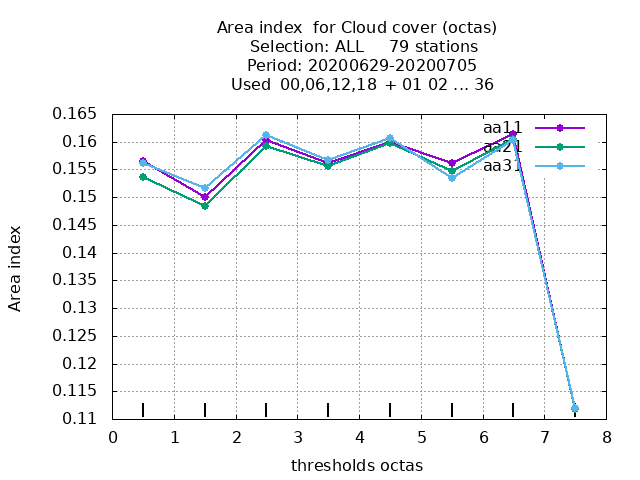 Area index  for Cloud cover (octas)
Selection: ALL     79 stations
Period: 20200629-20200705
Used  00,06,12,18  + 01 02 ... 36
0.165
0.16
0.155
0.15
0.145
0.14
0.135
0.13
0.125
0.12
0.115
0.11
Area index
aa11
aa21
aa31
0 1 2 3 4 5 6 7 8
thresholds octas